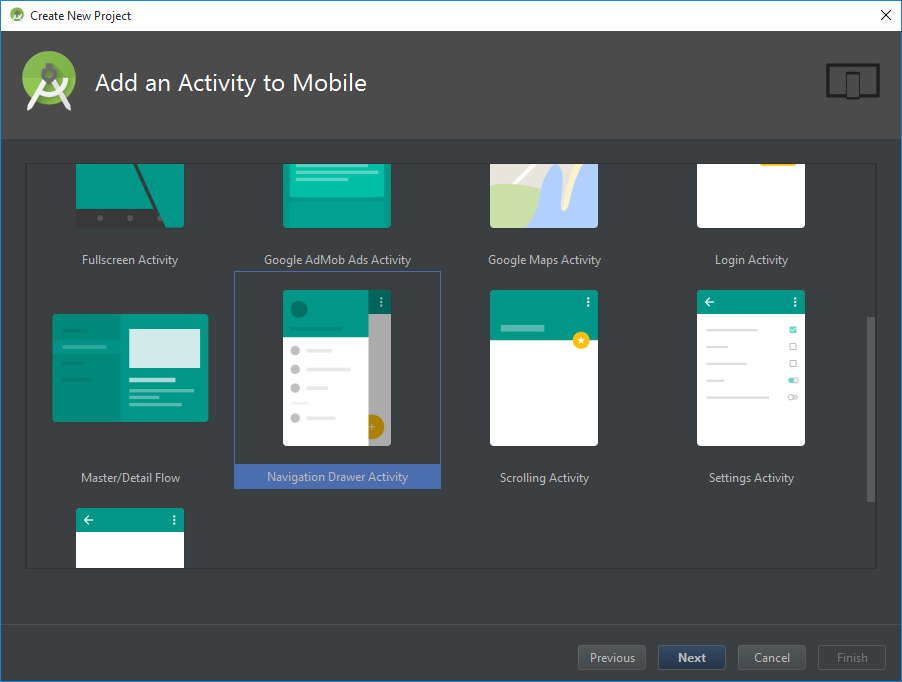 Create New Project
Add an Activity to Mobile
Fullscreen Activity
Google AdMob Ads Activity
Google Maps Activity
Login Activity
Master/Detail Flow
Navigation Drawer Activity
Scrolling Activity
Settings Activity
Previous
Next
Cancel
Finish